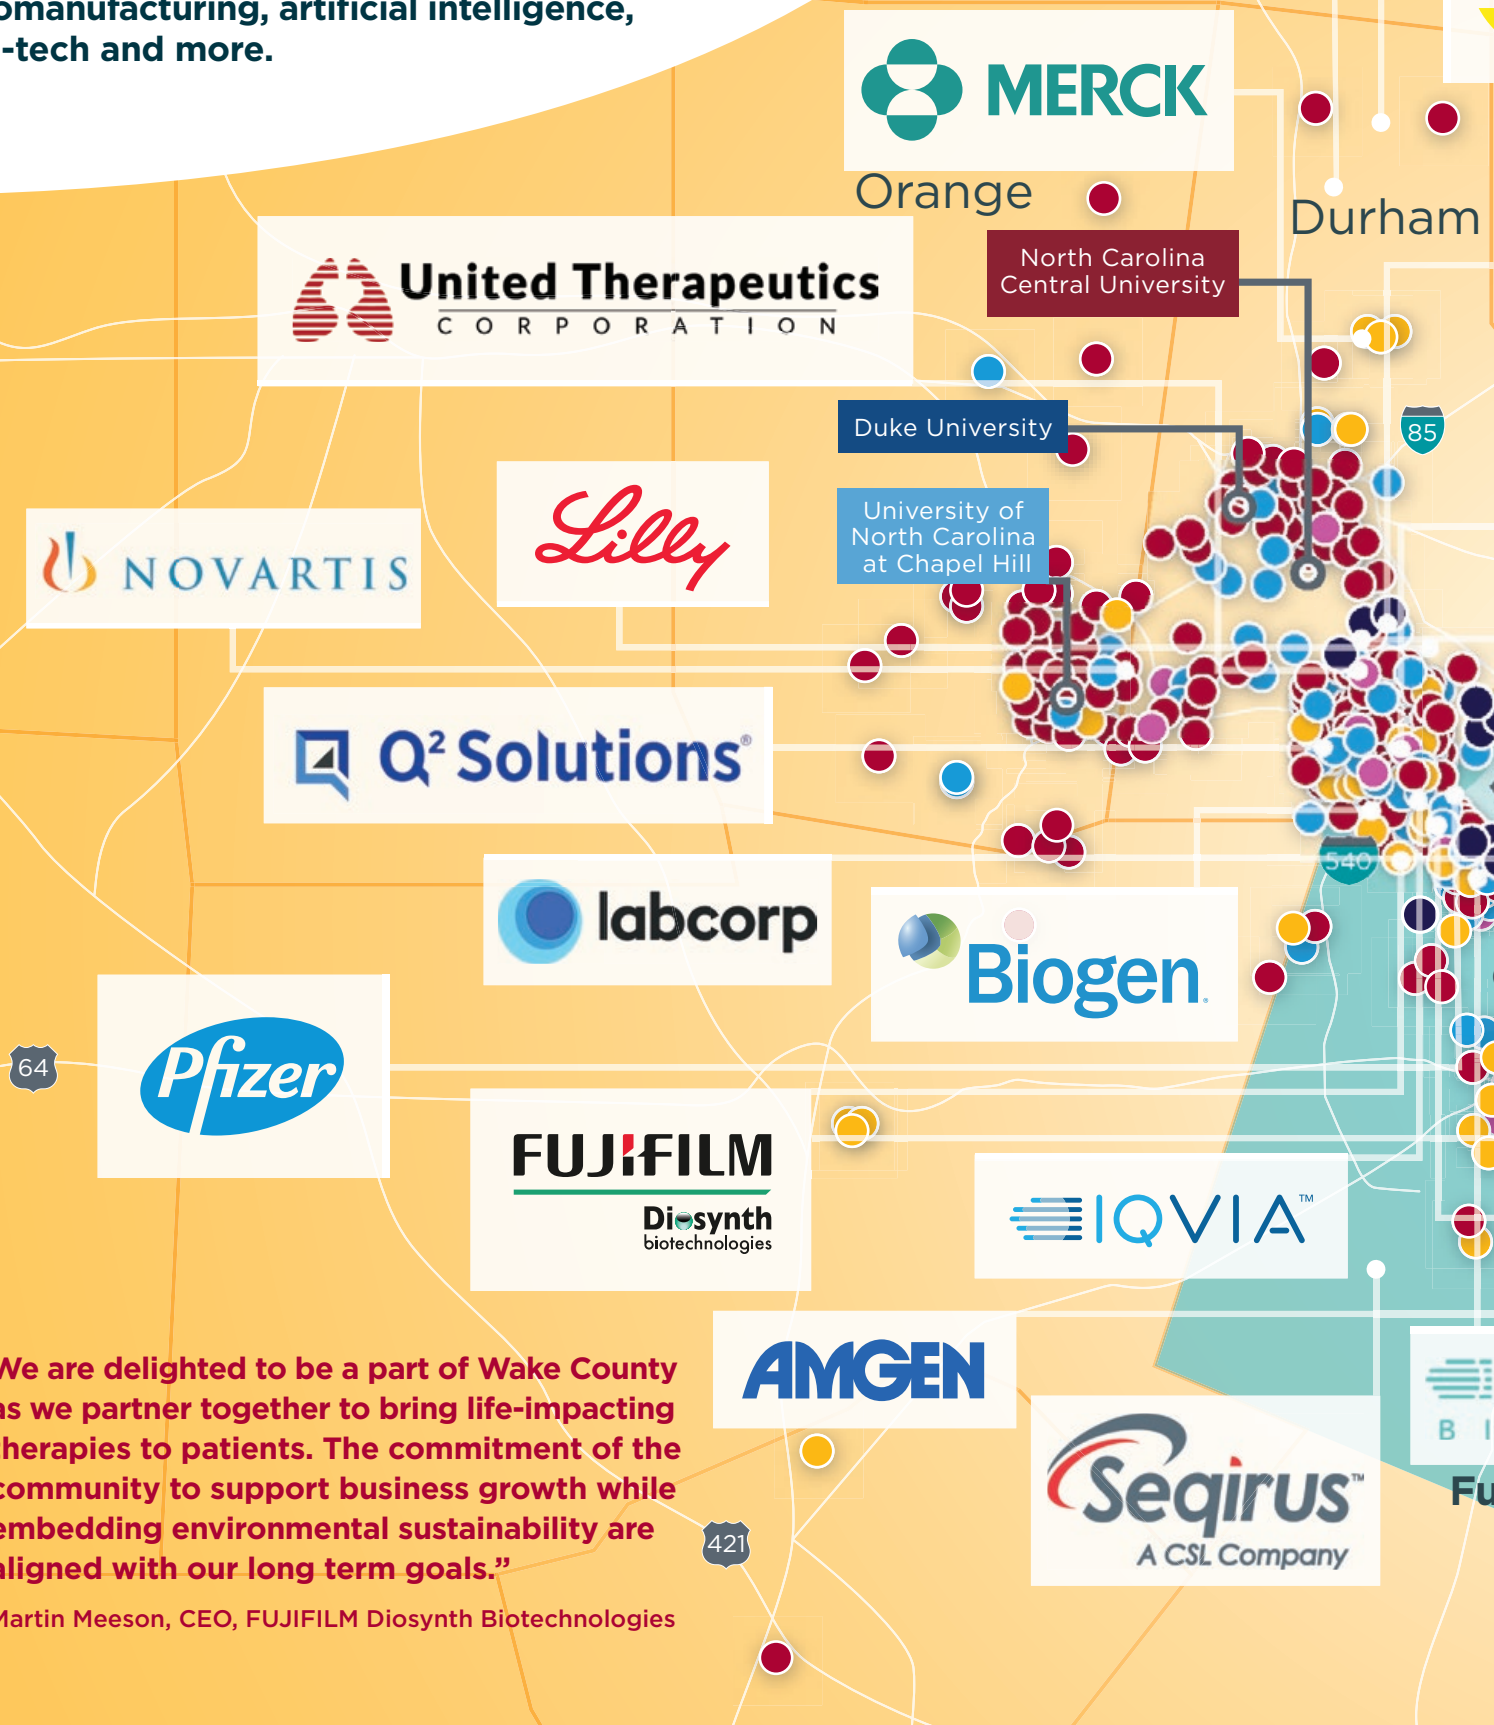 omanufacturing, artificial intelligence,
-tech and more.
MERCK
Orange
Durham
North Carolina
Central University
United Therapeutics
CORPORATION
Duke University
85
University of
North Carolina
at Chapel Hill
Lilly
NOVARTIS
Q² Solutions®
540
labcorp
Biogen.
Pfizer
64
FUJIFILM
Diosynth
biotechnologies
IQVIA™
AMGEN
Seqirus™
A CSL Company
B I
Fu
We are delighted to be a part of Wake County
as we partner together to bring life-impacting
therapies to patients. The commitment of the
community to support business growth while
embedding environmental sustainability are
aligned with our long term goals.”
421
Martin Meeson, CEO, FUJIFILM Diosynth Biotechnologies